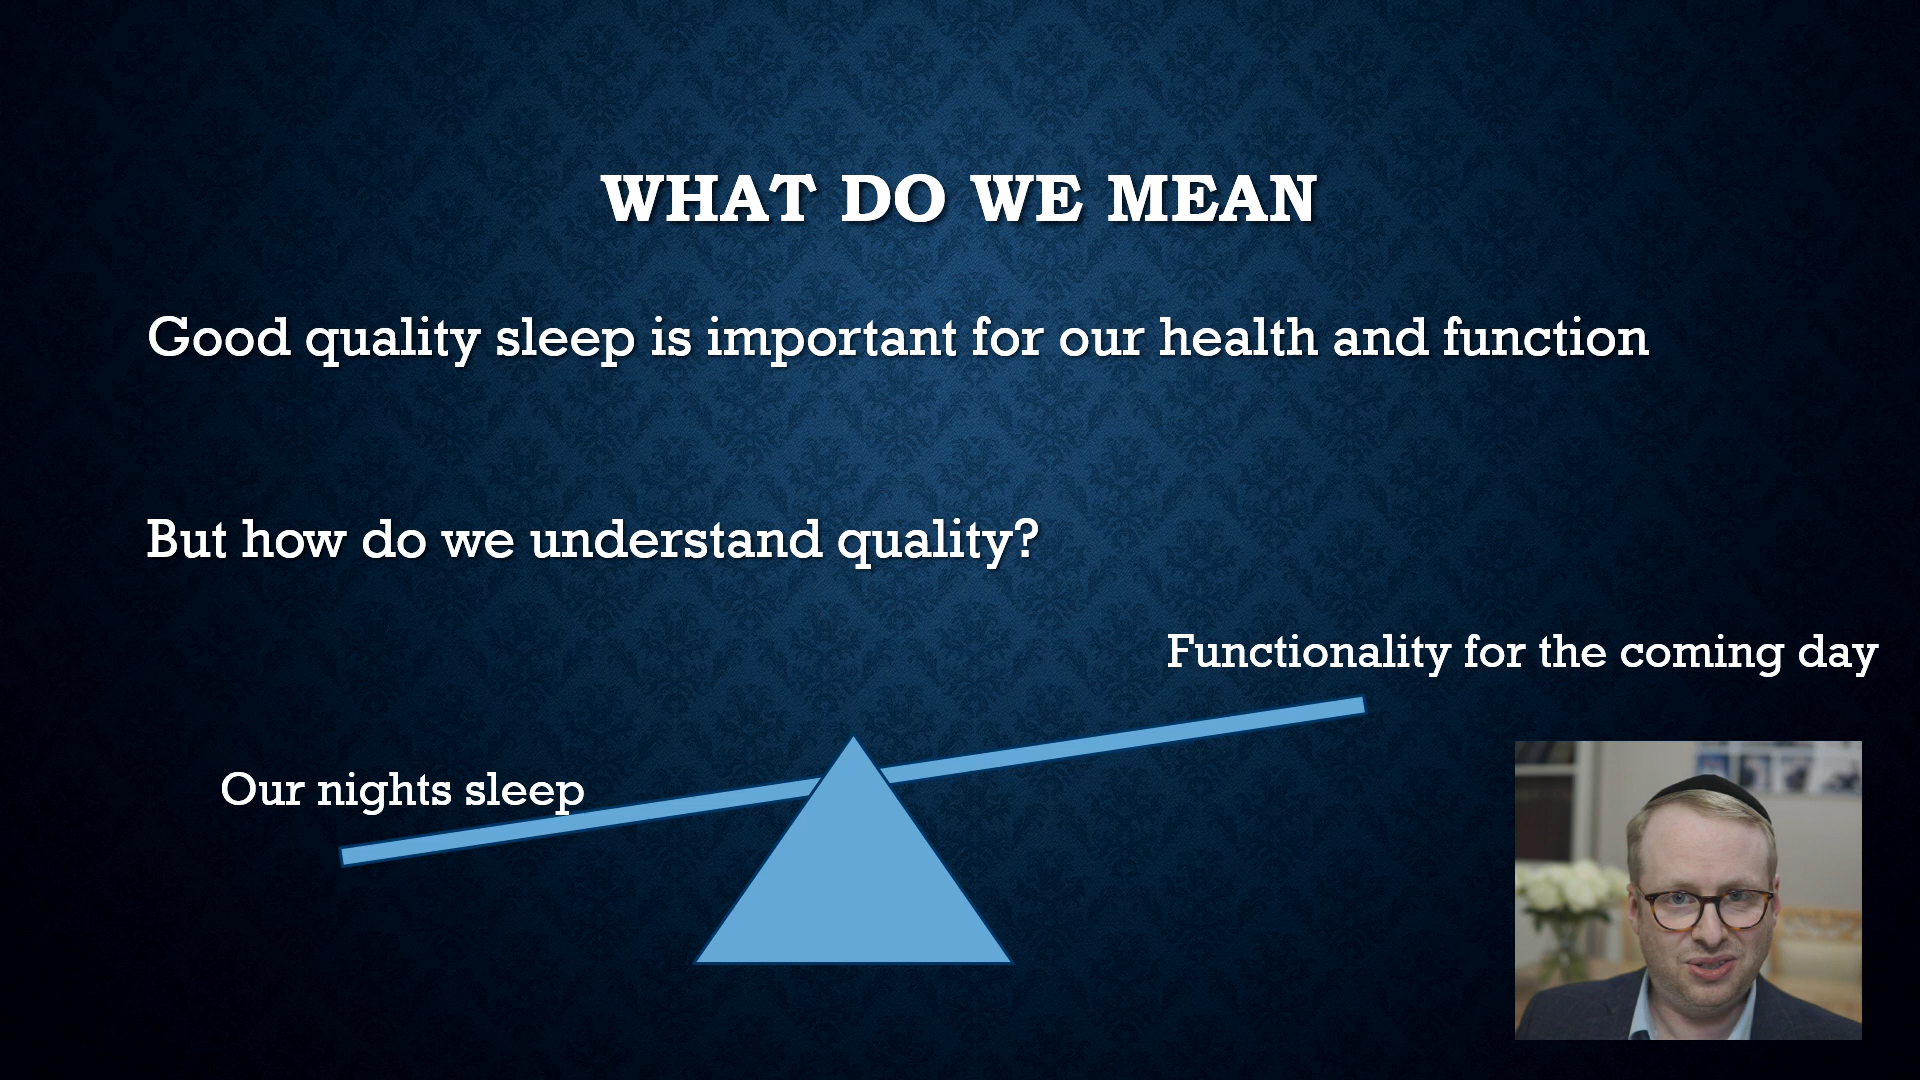 WHAT DO WE MEAN
Good quality sleep is important for our health and function
But how do we understand quality?
Functionality for the coming day
Our nights sleep